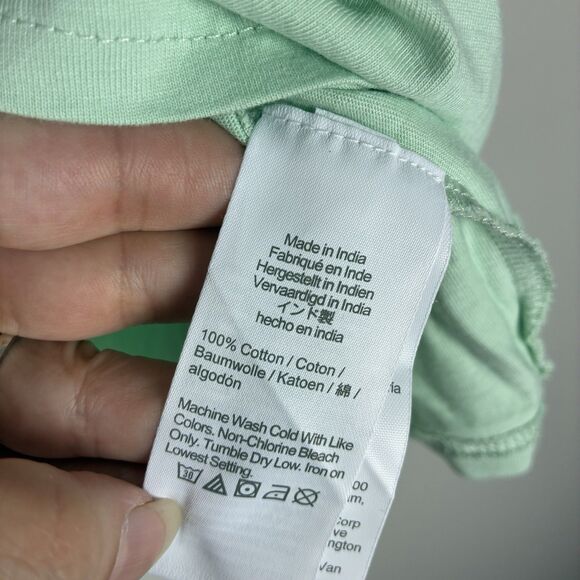 Made in India
Fabriqué en Inde
Hergestellt in Indien
Vervaardigd in India
インド製
hecho en india
100% Cotton / Coton /
Baumwolle / Katoen / 綿 /
algodón
Machine Wash Cold With Like
Colors. Non-Chlorine Bleach
Only. Tumble Dry Low. Iron on
Lowest Setting.
30